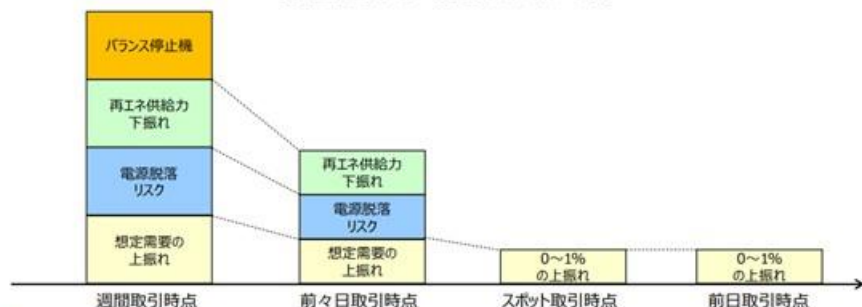 バランス停止機
再エネ供給力
下振れ
電源脱落
リスク
想定需要の
上振れ
再エネ供給力
下振れ
電源脱落
リスク
想定需要の
上振れ
0～1%
の上振れ
0～1%
の上振れ
週間取引時点
前々日取引時点
スポット取引時点
前日取引時点